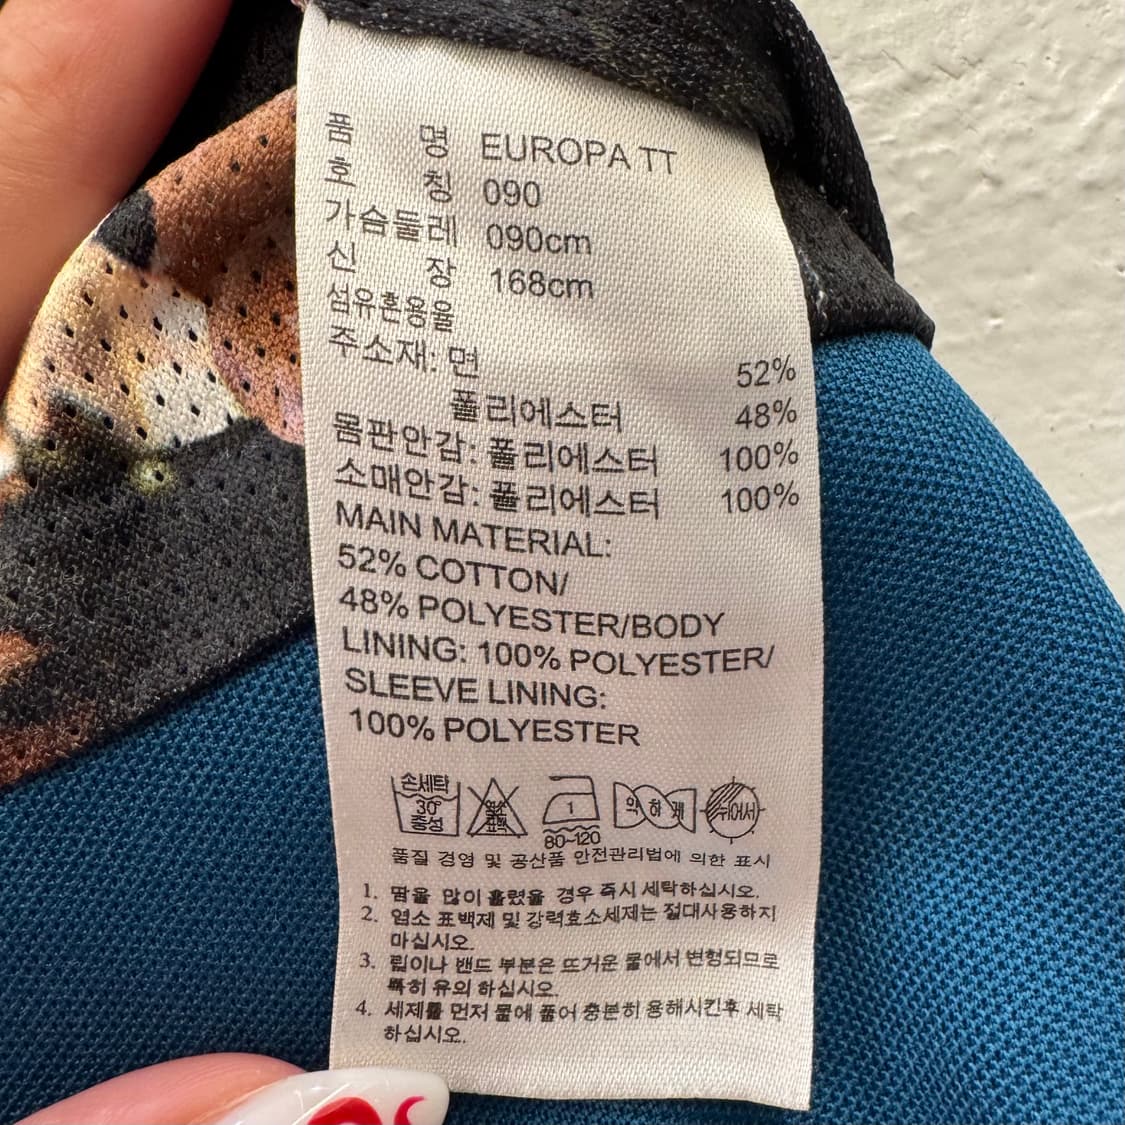 품 명 EUROPA TT
호 칭 090
가슴둘레 090cm
신 장 168cm
섬유혼용율
주소재: 면 52%
폴리에스터 48%
몸판안감: 폴리에스터 100%
소매안감: 폴리에스터 100%
MAIN MATERIAL:
52% COTTON/
48% POLYESTER/BODY
LINING: 100% POLYESTER/
SLEEVE LINING:
100% POLYESTER
손세탁 30° 중성 염소 표백 1 80~120 약하게 뉘어서
품질 경영 및 공산품 안전관리법에 의한 표시
1. 땀을 많이 흘렸을 경우 즉시 세탁하십시오.
2. 염소 표백제 및 강력효소세제는 절대사용하지
마십시오.
3. 립이나 밴드 부분은 뜨거운 물에서 변형되므로
특히 유의 하십시오.
4. 세제를 먼저 물에 풀어 충분히 용해시킨후 세탁
하십시오.